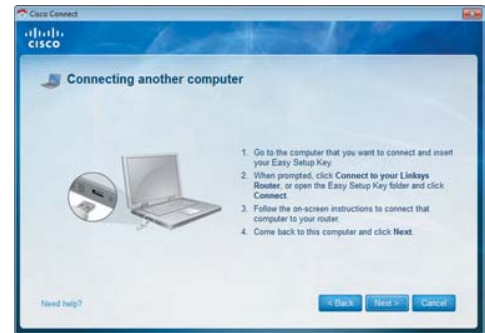 Cisco Connect
CISCO
Connecting another computer
1. Go to the computer that you want to connect and insert
your Easy Setup Key.
2. When prompted, click Connect to your Linksys
Router, or open the Easy Setup Key folder and click
Connect.
3. Follow the on-screen instructions to connect that
computer to your router.
4. Come back to this computer and click Next.
Need help?
< Back
Next >
Cancel